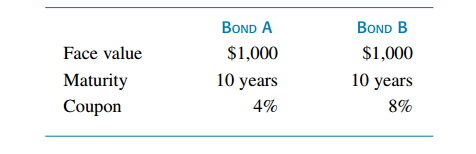 BOND A BOND B
Face value $1,000 $1,000
Maturity 10 years 10 years
Coupon 4% 8%